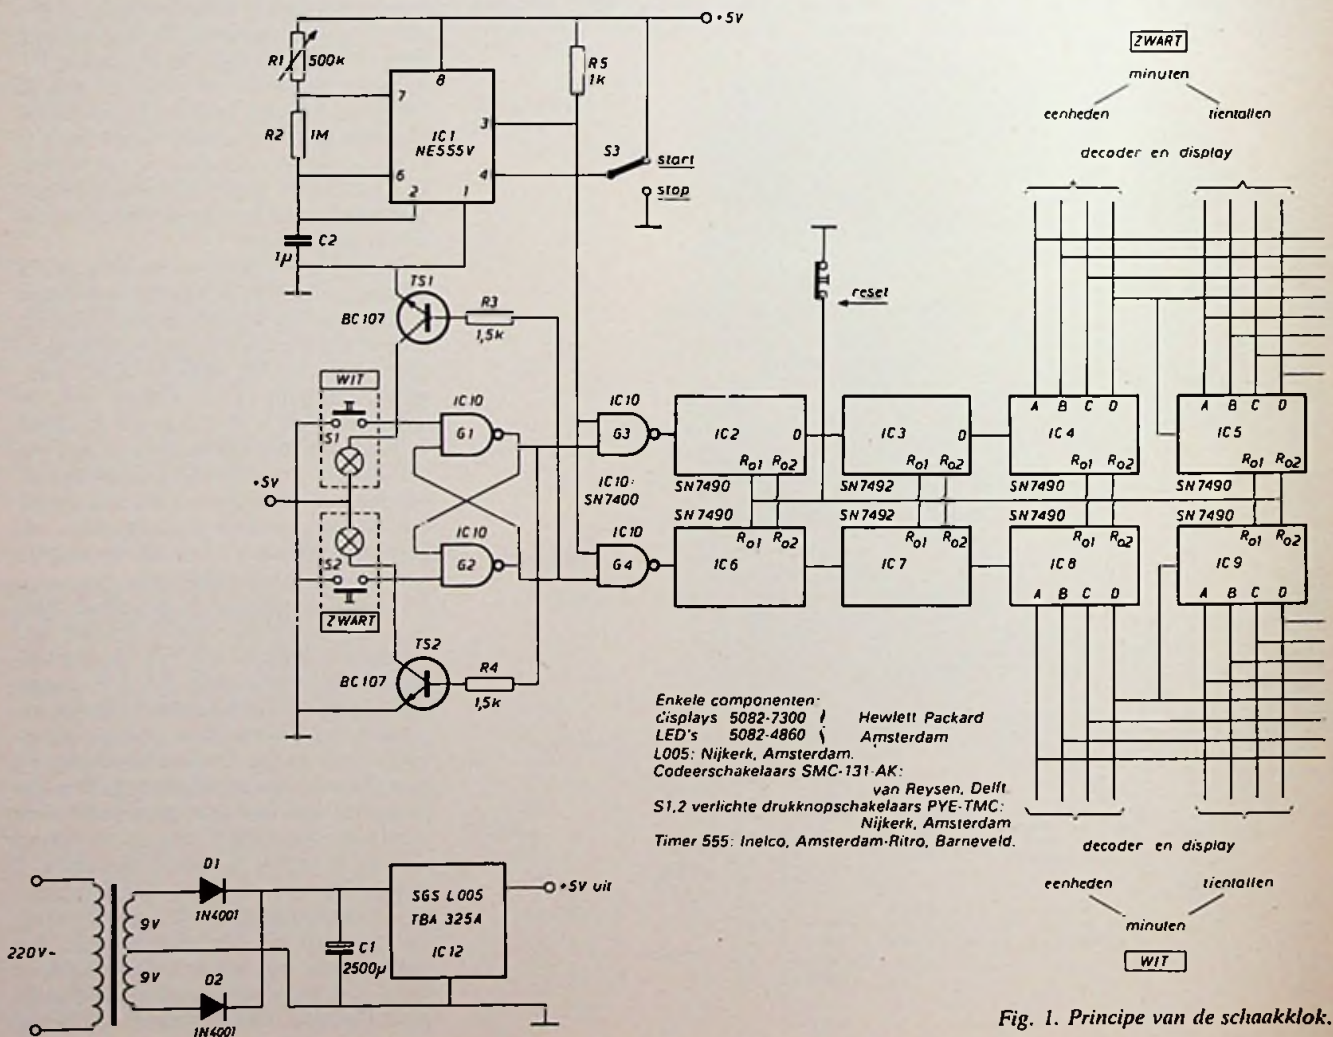 +5V
R1
500k
R2
1M
C2
1µ
8
7
IC1
NE555V
3
4
6
2
1
R5
1k
S3
start
stop
TS1
BC107
R3
1,5k
WIT
S1
+5V
S2
ZWART
TS2
BC107
R4
1,5k
IC10
G1
IC10
G2
IC10
G3
IC10:
SN7400
IC10
G4
reset
IC2
D
R01 R02
SN7490
IC3
D
R01 R02
SN7492
A B C D
IC4
R01 R02
SN7490
A B C D
IC5
R01 R02
SN7490
SN7490
R01 R02
IC6
SN7492
R01 R02
IC7
SN7490
R01 R02
IC8
A B C D
SN7490
R01 R02
IC9
A B C D
ZWART
minuten
eenheden tientallen
decoder en display
decoder en display
eenheden tientallen
minuten
WIT
Enkele componenten:
displays 5082-7300 Hewlett Packard
LED's 5082-4860 Amsterdam
L005: Nijkerk, Amsterdam.
Codeerschakelaars SMC-131-AK:
van Reysen, Delft
S1,2 verlichte drukknopschakelaars PYE-TMC:
Nijkerk, Amsterdam
Timer 555: Inelco, Amsterdam-Ritro, Barneveld.
220V~
9V
9V
D1
1N4001
D2
1N4001
C1
2500µ
SGS L005
TBA 325A
IC12
+5V uit
Fig. 1. Principe van de schaakklok.